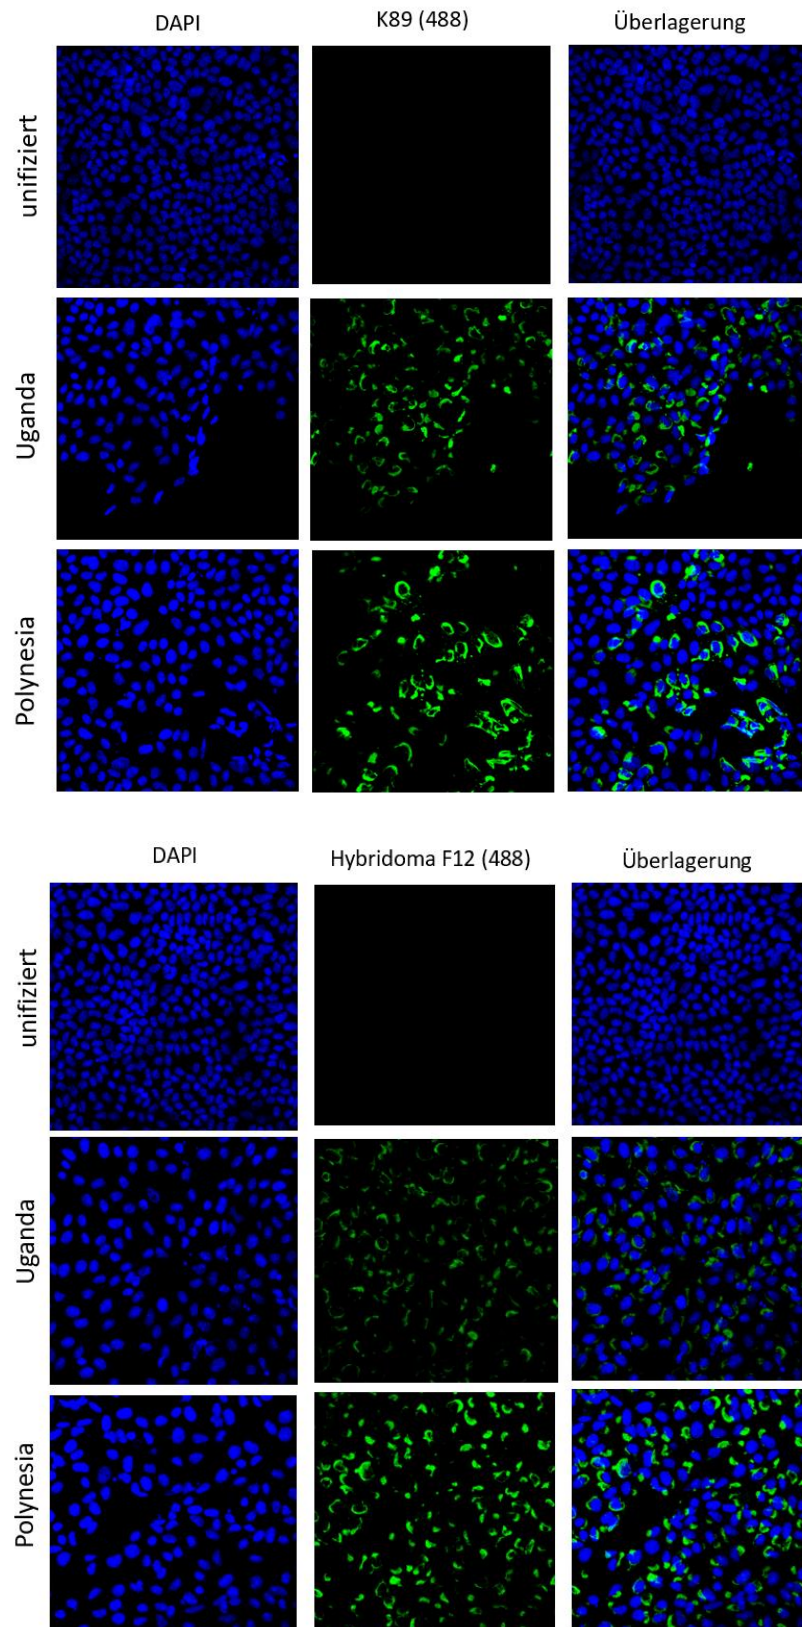 DAPI K89 (488) Überlagerung
unifiziert
Uganda
Polynesia
DAPI Hybridoma F12 (488) Überlagerung
unifiziert
Uganda
Polynesia